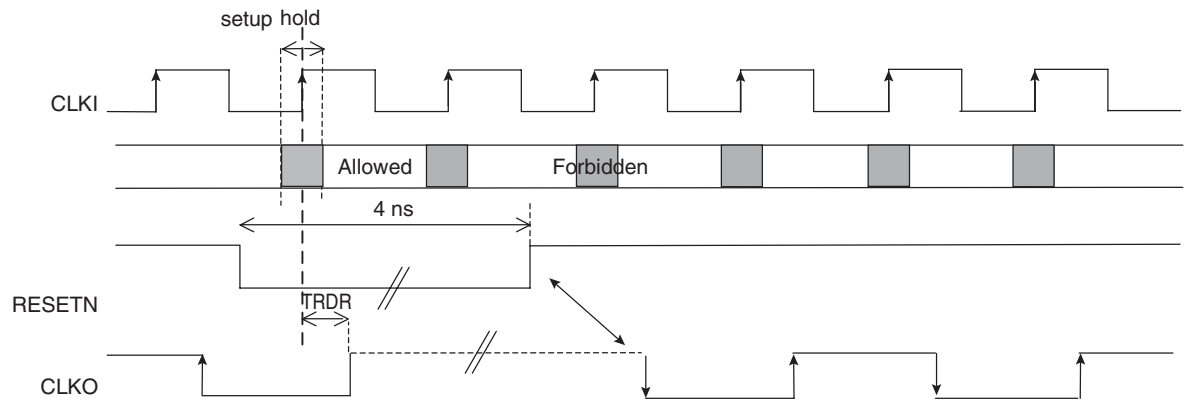 setup hold
CLKI
Allowed Forbidden
4 ns
RESETN
TRDR
CLKO